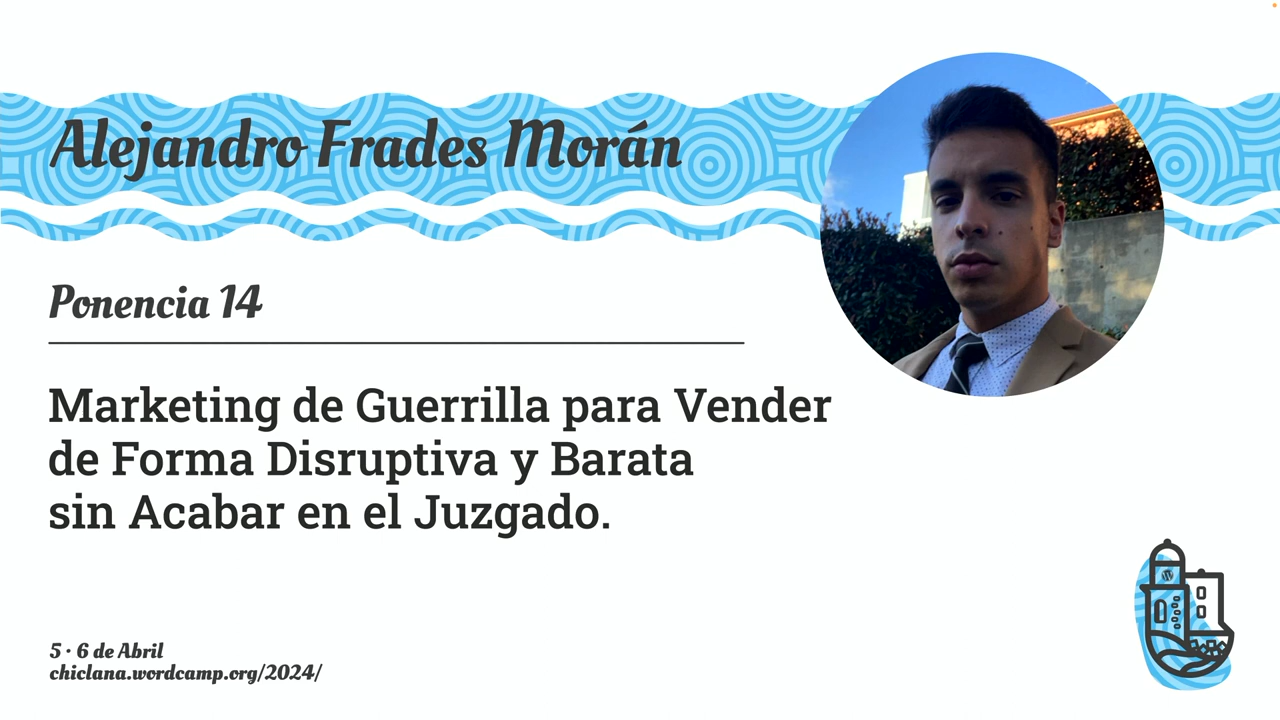 Alejandro Frades Morán
Ponencia 14
Marketing de Guerrilla para Vender
de Forma Disruptiva y Barata
sin Acabar en el Juzgado.
5 · 6 de Abril
chiclana.wordcamp.org/2024/